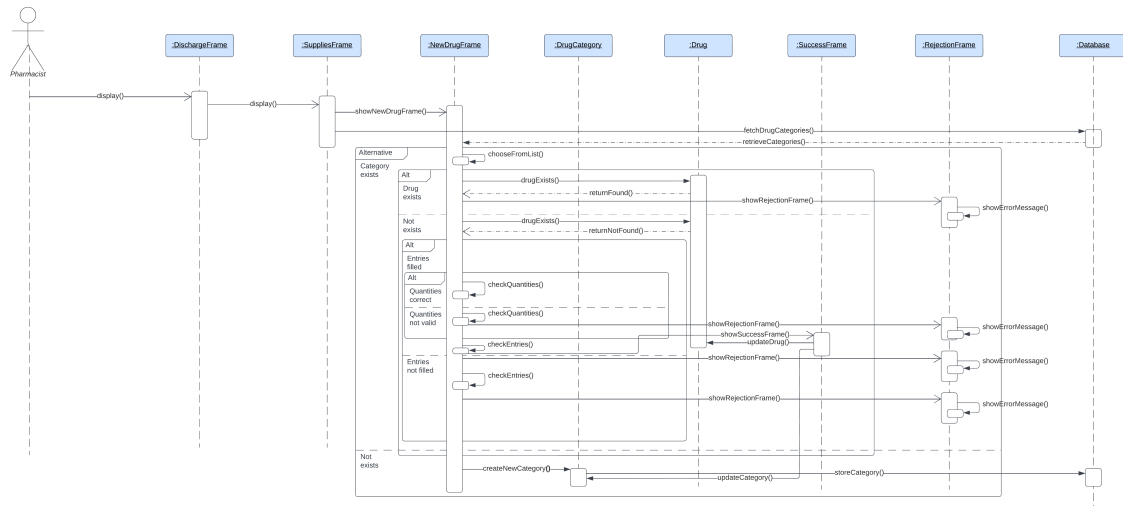 Pharmacist
:DischargeFrame
:SuppliesFrame
:NewDrugFrame
:DrugCategory
:Drug
:SuccessFrame
:RejectionFrame
:Database
display()
display()
showNewDrugFrame()
fetchDrugCategories()
retrieveCategories()
Alternative
chooseFromList()
Category
exists
Alt
drugExists()
Drug
exists
returnFound()
showRejectionFrame()
showErrorMessage()
Not
exists
drugExists()
returnNotFound()
Alt
Entries
filled
Alt
checkQuantities()
Quantities
correct
Quantities
not valid
checkQuantities()
showRejectionFrame()
showErrorMessage()
showSuccessFrame()
updateDrug()
checkEntries()
showRejectionFrame()
Entries
not filled
showErrorMessage()
checkEntries()
showRejectionFrame()
showErrorMessage()
Not
exists
createNewCategory()
storeCategory()
updateCategory()